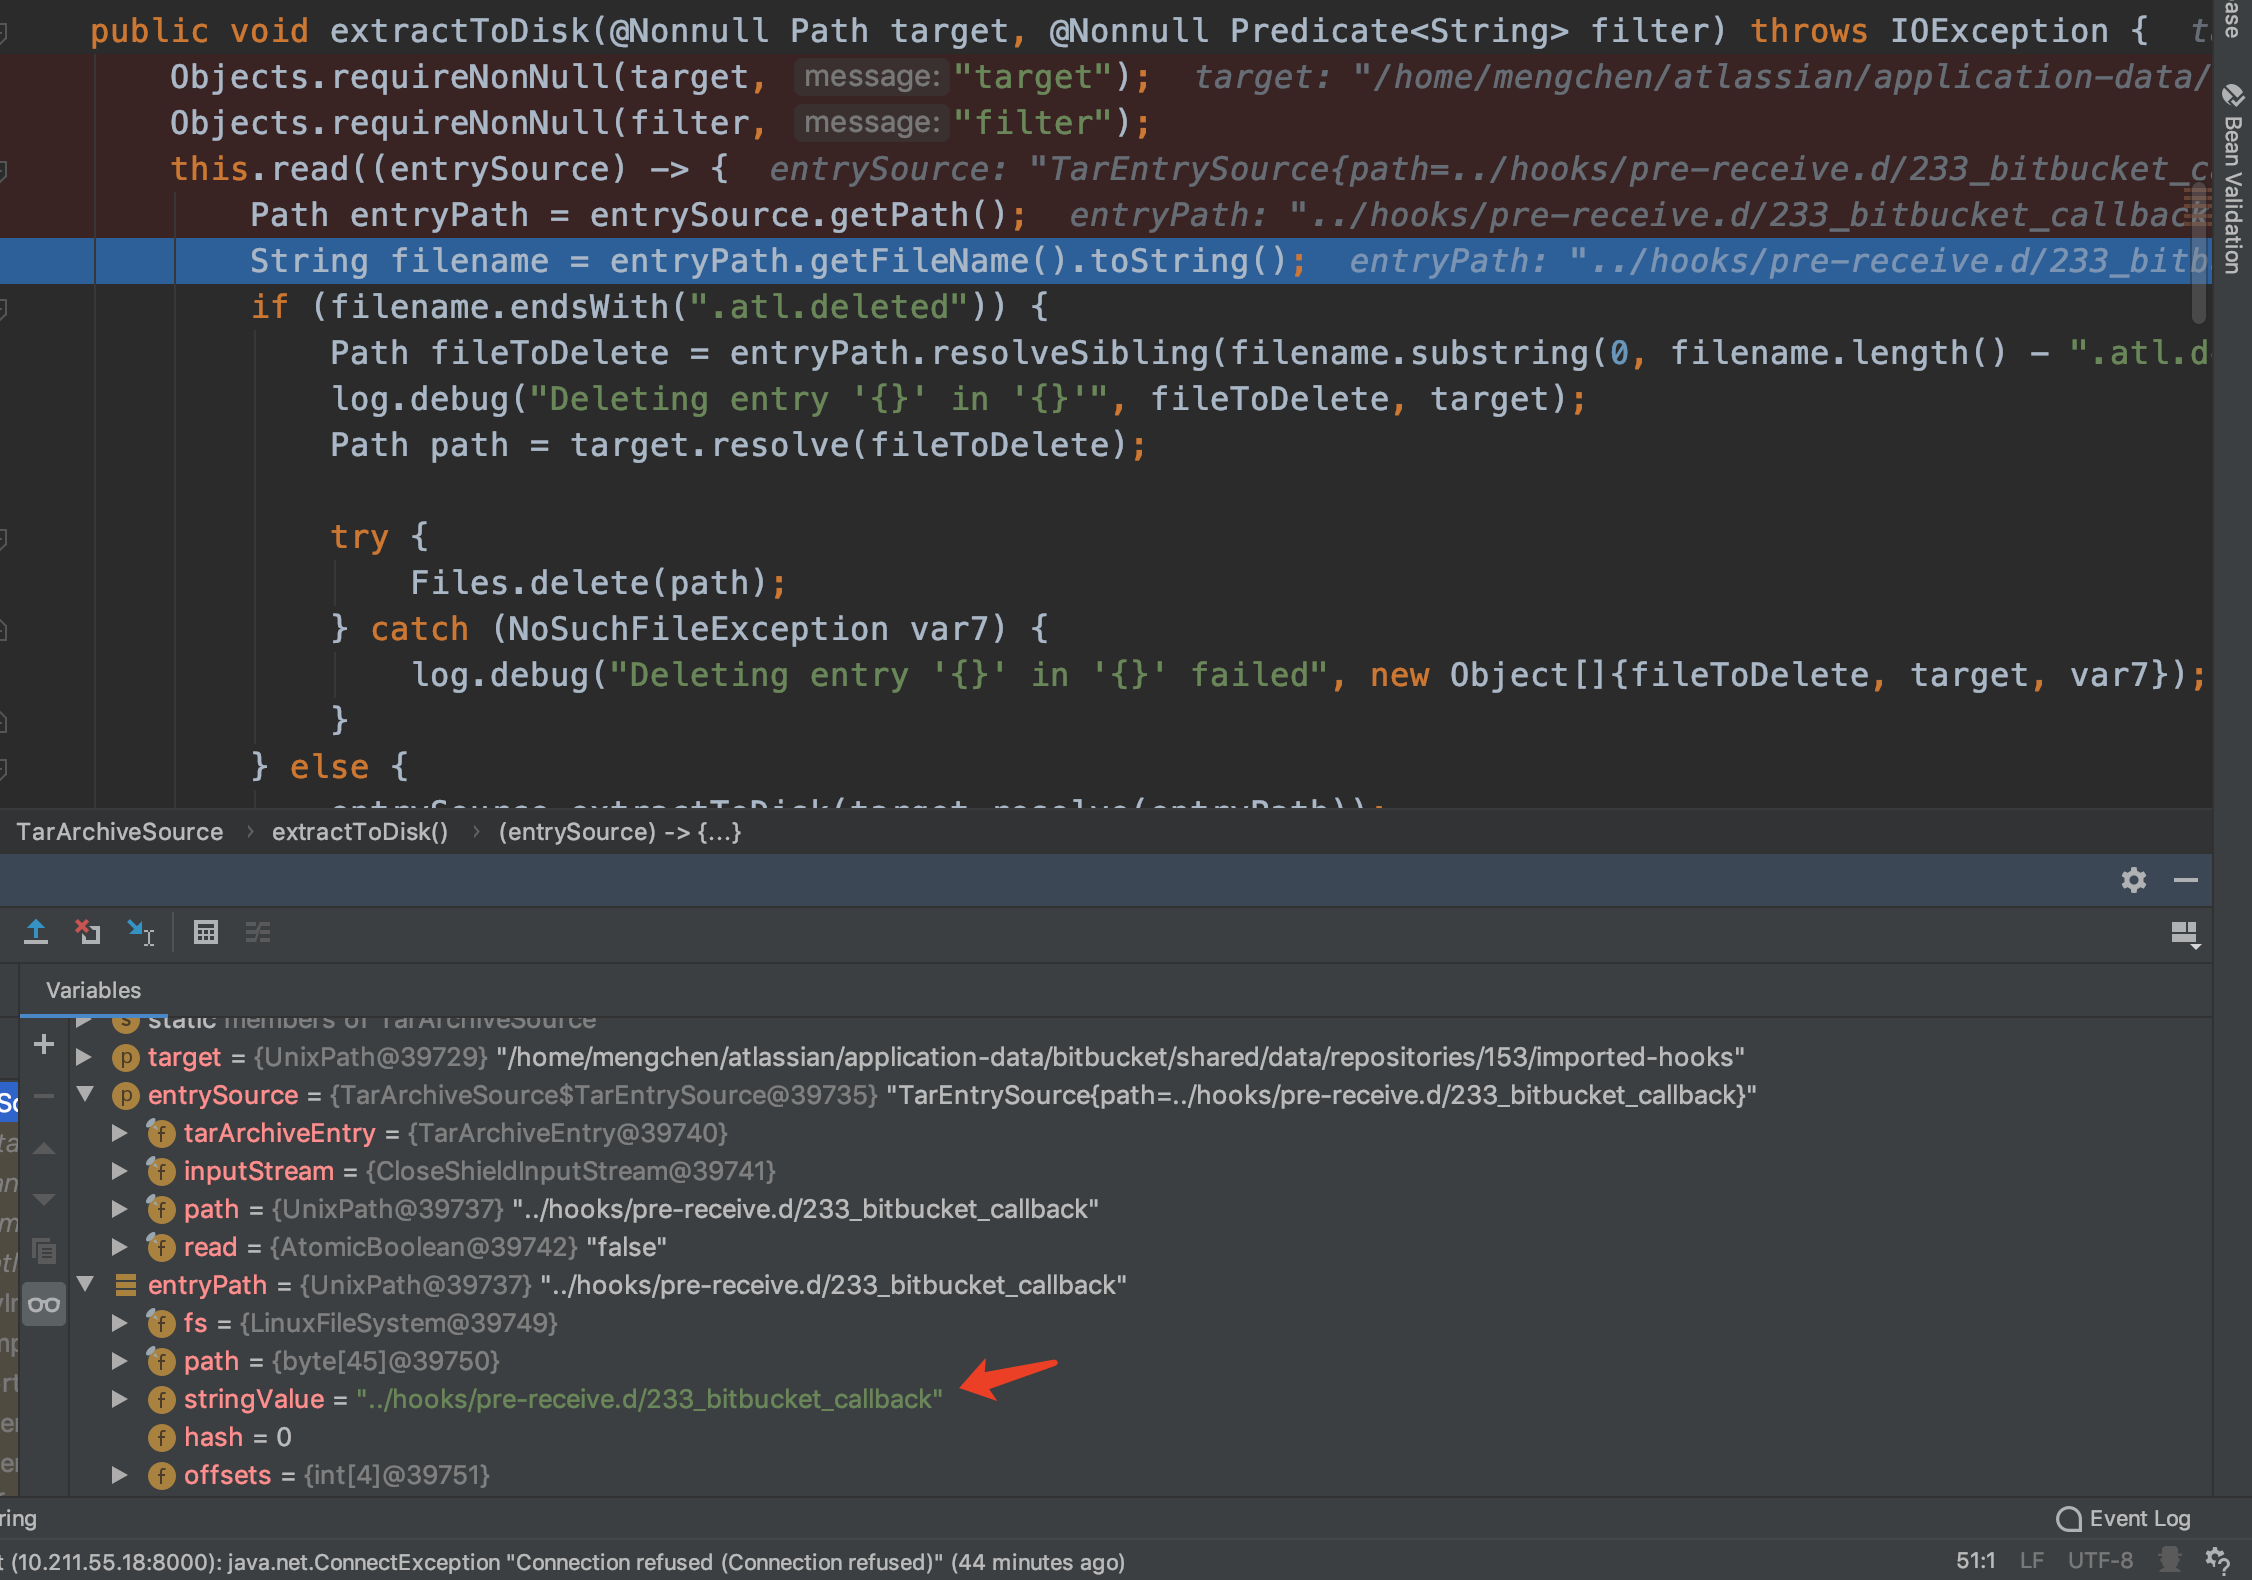 public void extractToDisk(@Nonnull Path target, @Nonnull Predicate<String> filter) throws IOException {
Objects.requireNonNull(target, message: "target"); target: "/home/mengchen/atlassian/application-data/
Objects.requireNonNull(filter, message: "filter");
this.read((entrySource) -> { entrySource: "TarEntrySource{path=../hooks/pre-receive.d/233_bitbucket_c
Path entryPath = entrySource.getPath(); entryPath: "../hooks/pre-receive.d/233_bitbucket_callback
String filename = entryPath.getFileName().toString(); entryPath: "../hooks/pre-receive.d/233_bitb
if (filename.endsWith(".atl.deleted")) {
Path fileToDelete = entryPath.resolveSibling(filename.substring(0, filename.length() - ".atl.d
log.debug("Deleting entry '{}' in '{}'", fileToDelete, target);
Path path = target.resolve(fileToDelete);
try {
Files.delete(path);
} catch (NoSuchFileException var7) {
log.debug("Deleting entry '{}' in '{}' failed", new Object[]{fileToDelete, target, var7});
}
} else {
entrySource.extractToDisk(target.resolve(entryPath));
ase
Bean Validation
TarArchiveSource › extractToDisk() › (entrySource) -> {...}
Variables
static members of TarArchiveSource
target = {UnixPath@39729} "/home/mengchen/atlassian/application-data/bitbucket/shared/data/repositories/153/imported-hooks"
entrySource = {TarArchiveSource$TarEntrySource@39735} "TarEntrySource{path=../hooks/pre-receive.d/233_bitbucket_callback}"
tarArchiveEntry = {TarArchiveEntry@39740}
inputStream = {CloseShieldInputStream@39741}
path = {UnixPath@39737} "../hooks/pre-receive.d/233_bitbucket_callback"
read = {AtomicBoolean@39742} "false"
entryPath = {UnixPath@39737} "../hooks/pre-receive.d/233_bitbucket_callback"
fs = {LinuxFileSystem@39749}
path = {byte[45]@39750}
stringValue = "../hooks/pre-receive.d/233_bitbucket_callback"
hash = 0
offsets = {int[4]@39751}
ring
Event Log
t (10.211.55.18:8000): java.net.ConnectException "Connection refused (Connection refused)" (44 minutes ago)
51:1 LF UTF-8